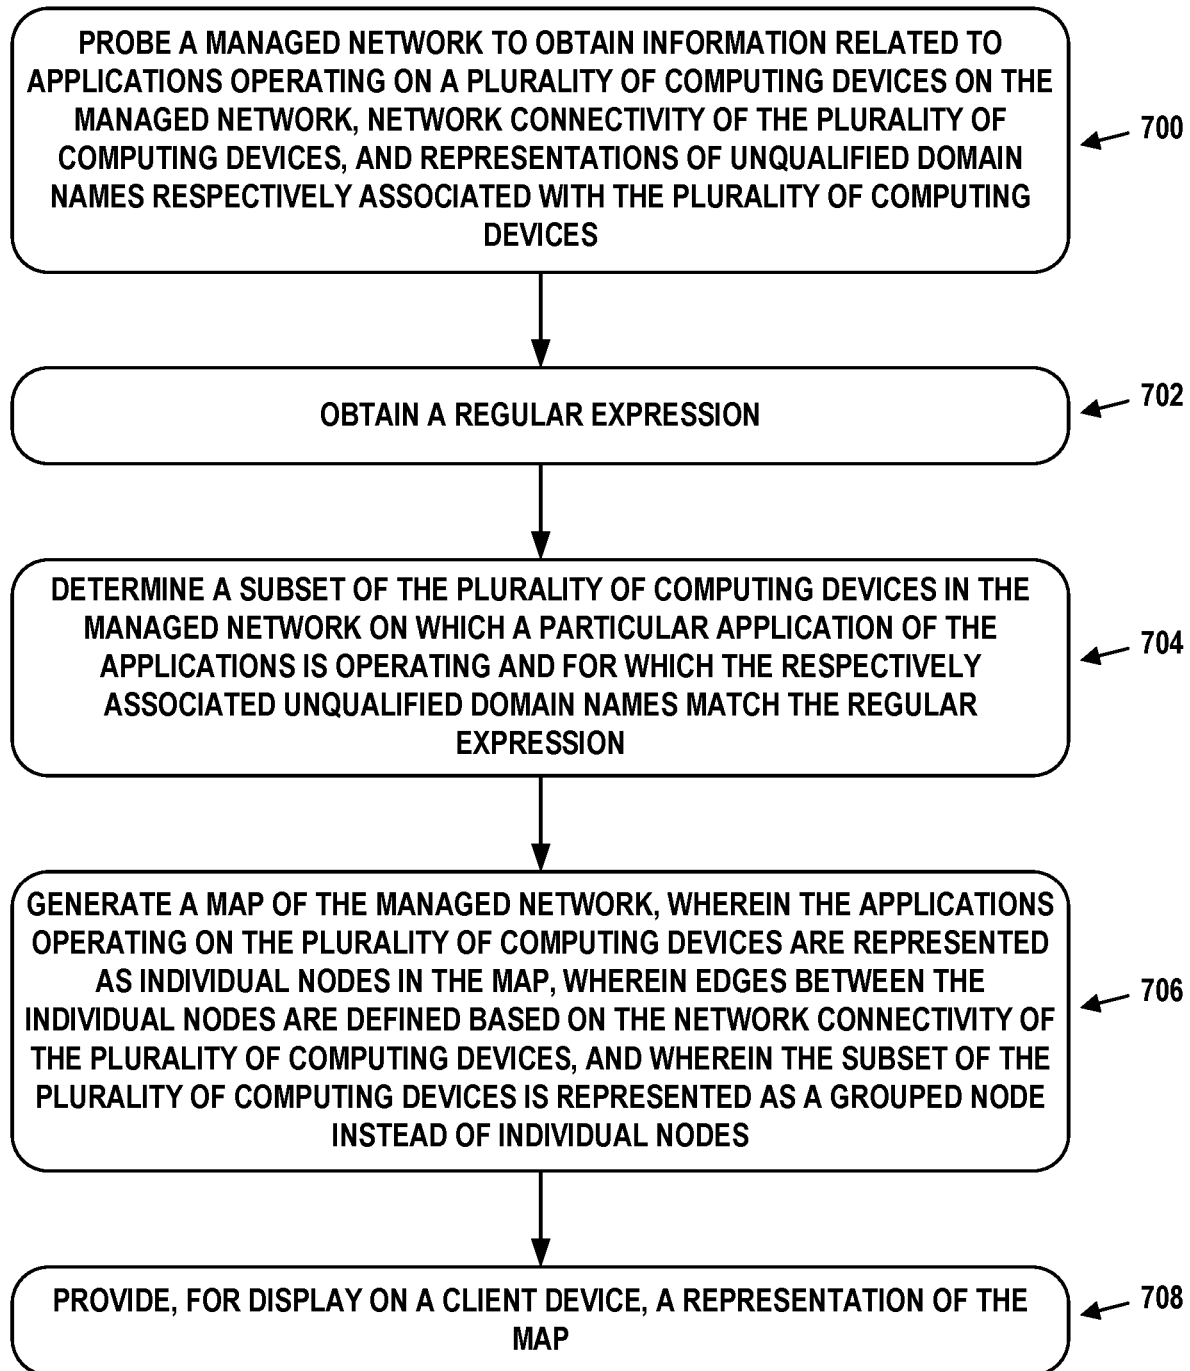 PROBE A MANAGED NETWORK TO OBTAIN INFORMATION RELATED TO
APPLICATIONS OPERATING ON A PLURALITY OF COMPUTING DEVICES ON THE
MANAGED NETWORK, NETWORK CONNECTIVITY OF THE PLURALITY OF
COMPUTING DEVICES, AND REPRESENTATIONS OF UNQUALIFIED DOMAIN
NAMES RESPECTIVELY ASSOCIATED WITH THE PLURALITY OF COMPUTING
DEVICES
700
OBTAIN A REGULAR EXPRESSION
702
DETERMINE A SUBSET OF THE PLURALITY OF COMPUTING DEVICES IN THE
MANAGED NETWORK ON WHICH A PARTICULAR APPLICATION OF THE
APPLICATIONS IS OPERATING AND FOR WHICH THE RESPECTIVELY
ASSOCIATED UNQUALIFIED DOMAIN NAMES MATCH THE REGULAR
EXPRESSION
704
GENERATE A MAP OF THE MANAGED NETWORK, WHEREIN THE APPLICATIONS
OPERATING ON THE PLURALITY OF COMPUTING DEVICES ARE REPRESENTED
AS INDIVIDUAL NODES IN THE MAP, WHEREIN EDGES BETWEEN THE
INDIVIDUAL NODES ARE DEFINED BASED ON THE NETWORK CONNECTIVITY OF
THE PLURALITY OF COMPUTING DEVICES, AND WHEREIN THE SUBSET OF THE
PLURALITY OF COMPUTING DEVICES IS REPRESENTED AS A GROUPED NODE
INSTEAD OF INDIVIDUAL NODES
706
PROVIDE, FOR DISPLAY ON A CLIENT DEVICE, A REPRESENTATION OF THE
MAP
708